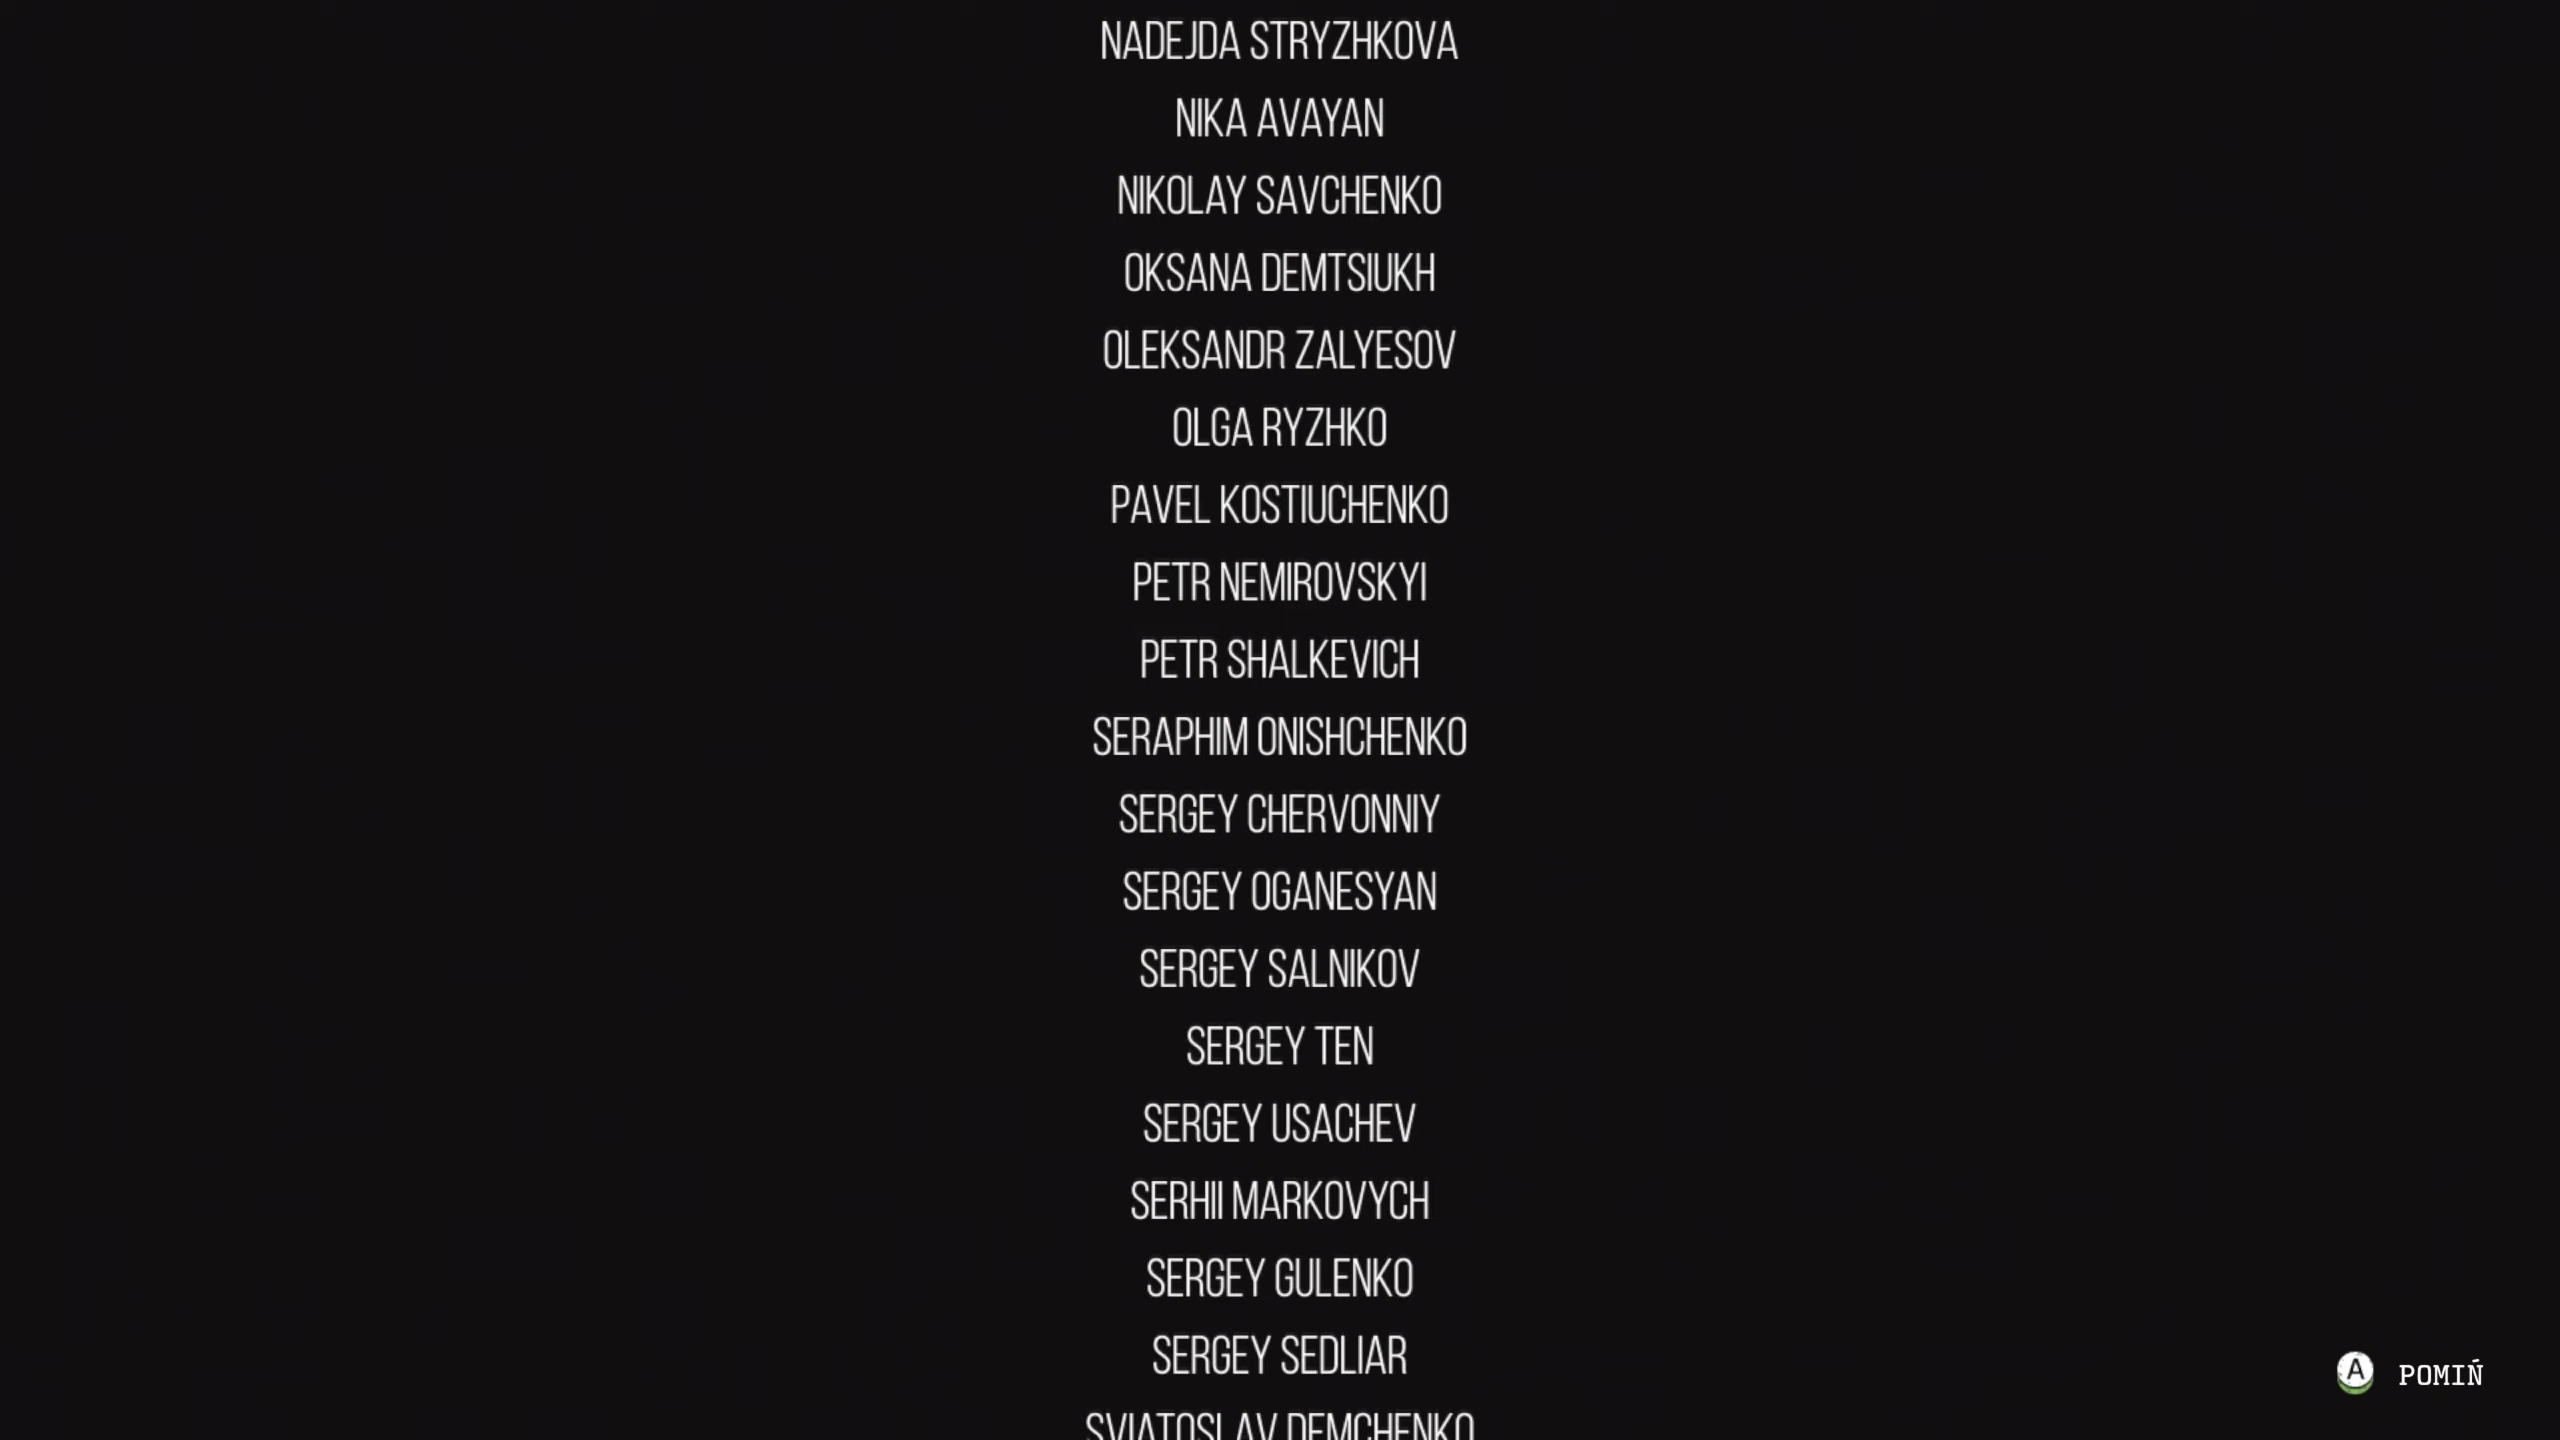 NADEJDA STRYZHKOVA
NIKA AVAYAN
NIKOLAY SAVCHENKO
OKSANA DEMTSIUKH
OLEKSANDR ZALYESOV
OLGA RYZHKO
PAVEL KOSTIUCHENKO
PETR NEMIROVSKYI
PETR SHALKEVICH
SERAPHIM ONISHCHENKO
SERGEY CHERVONNIY
SERGEY OGANESYAN
SERGEY SALNIKOV
SERGEY TEN
SERGEY USACHEV
SERHII MARKOVYCH
SERGEY GULENKO
SERGEY SEDLIAR
A POMIŃ
SVIATOSLAV DEMCHENKO